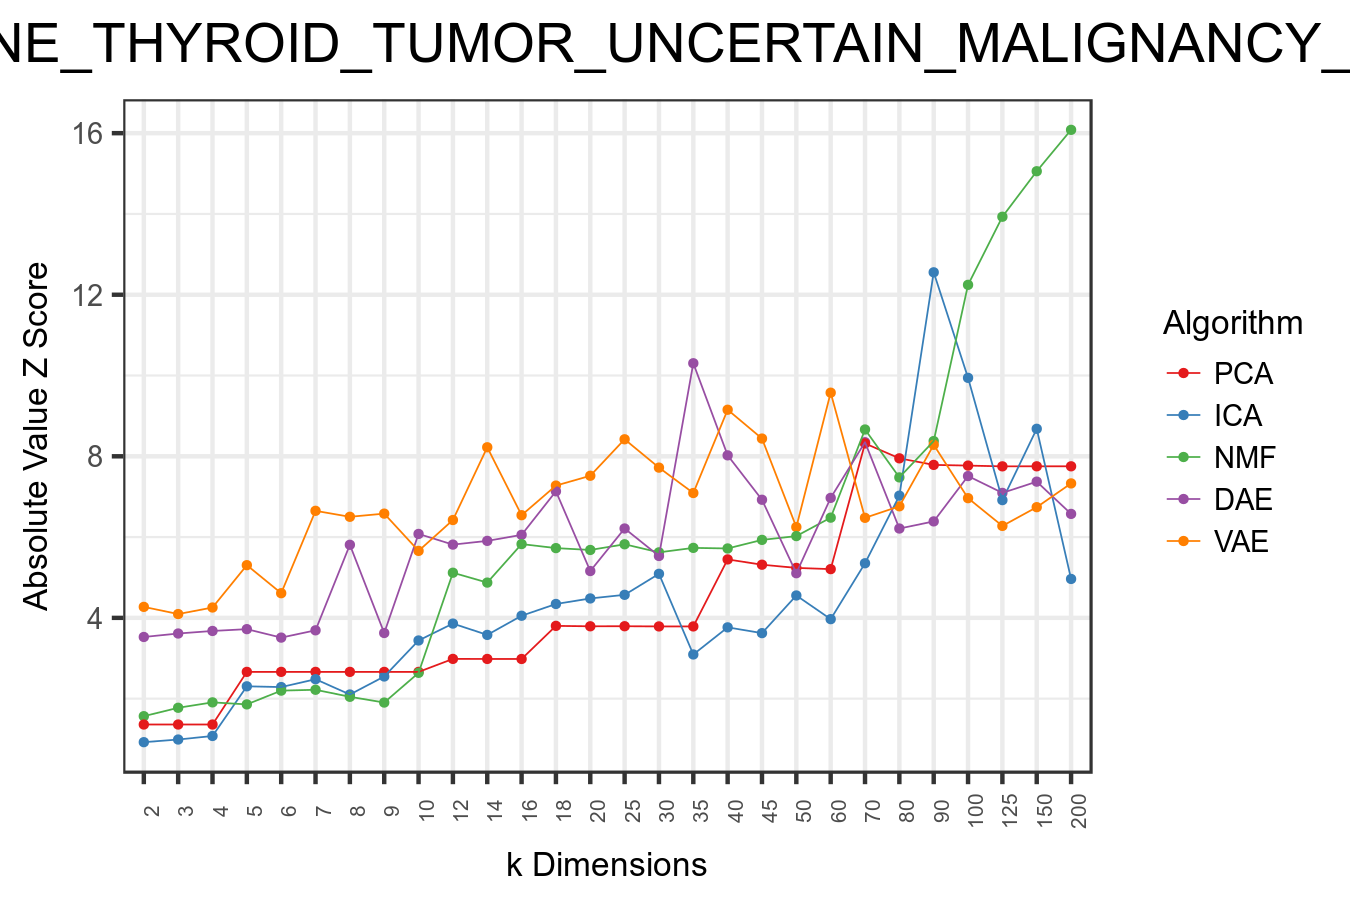 NE_THYROID_TUMOR_UNCERTAIN_MALIGNANCY_
16
12
8
4
Absolute Value Z Score
2 3 4 5 6 7 8 9 10 12 14 16 18 20 25 30 35 40 45 50 60 70 80 90 100 125 150 200
k Dimensions
Algorithm
PCA
ICA
NMF
DAE
VAE